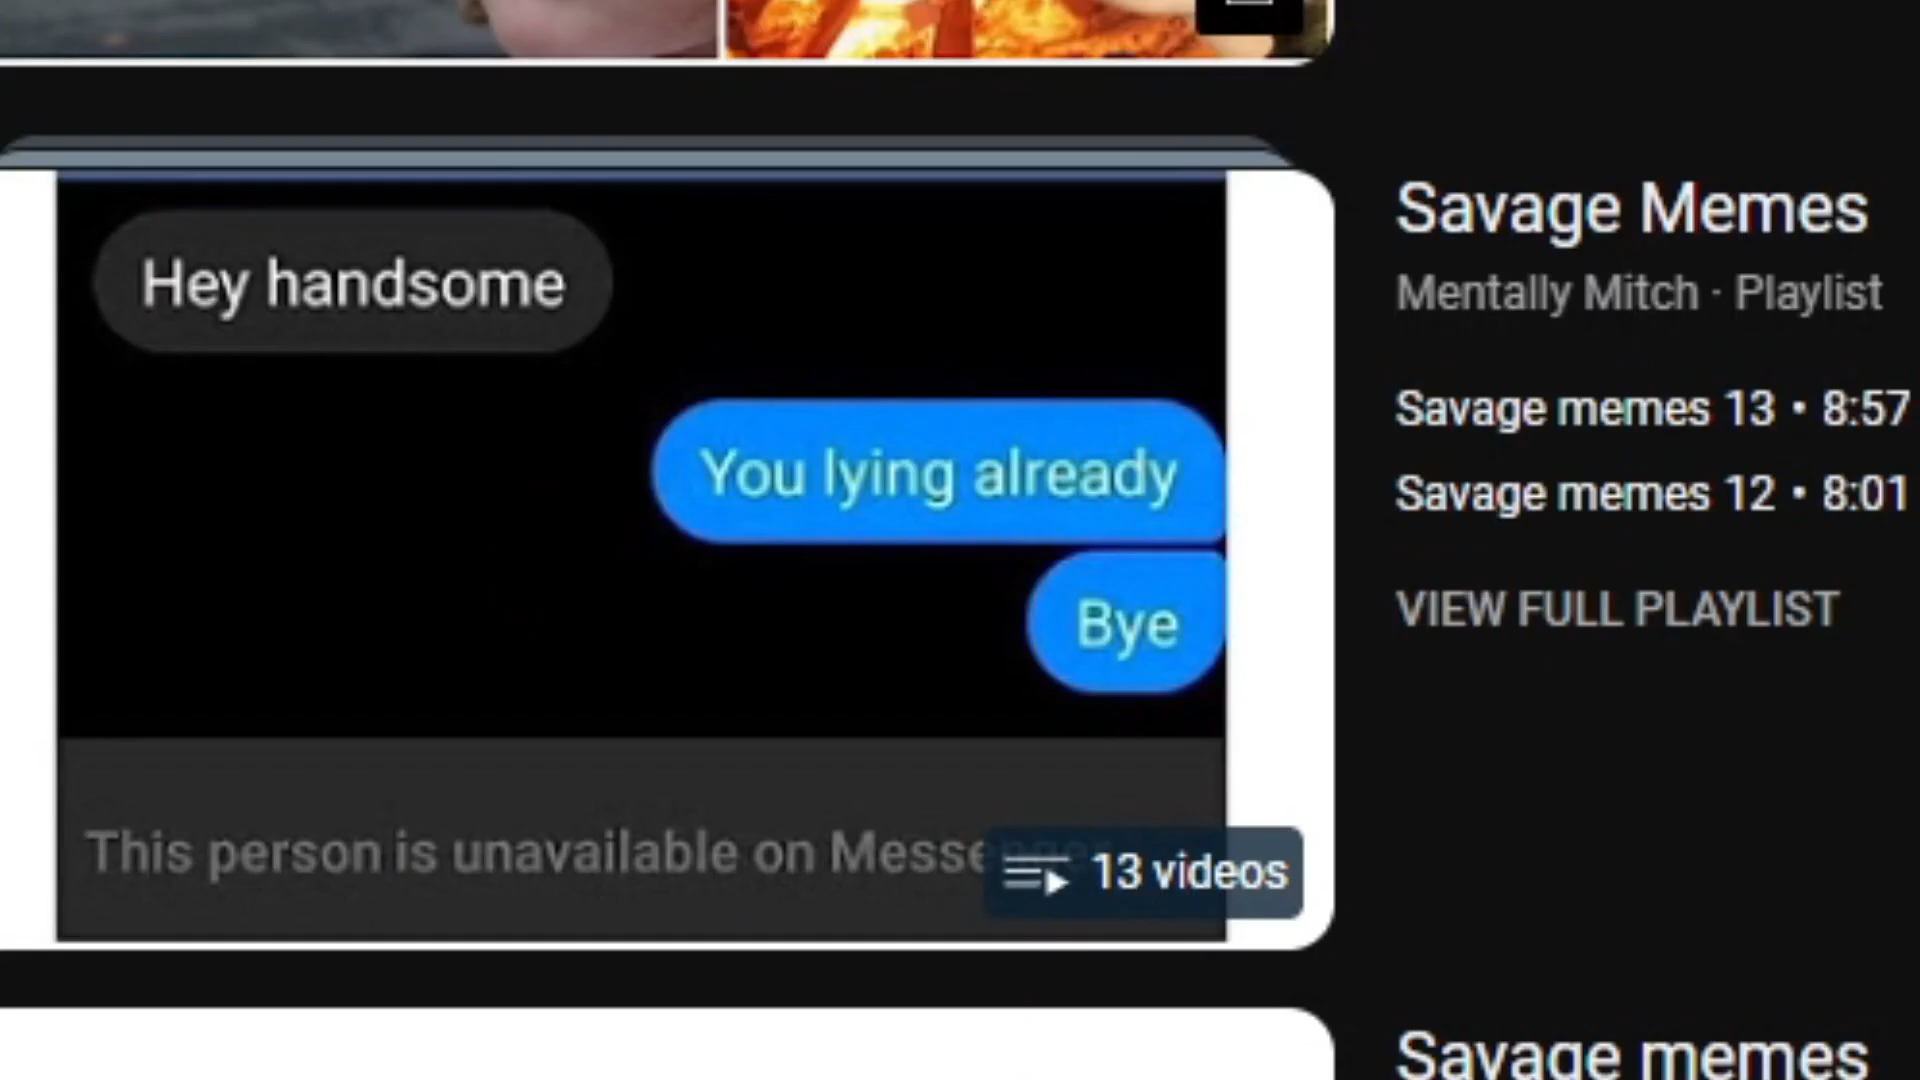 Hey handsome
You lying already
Bye
This person is unavailable on Messenger
13 videos
Savage Memes
Mentally Mitch · Playlist
Savage memes 13 • 8:57
Savage memes 12 • 8:01
VIEW FULL PLAYLIST
Savage memes